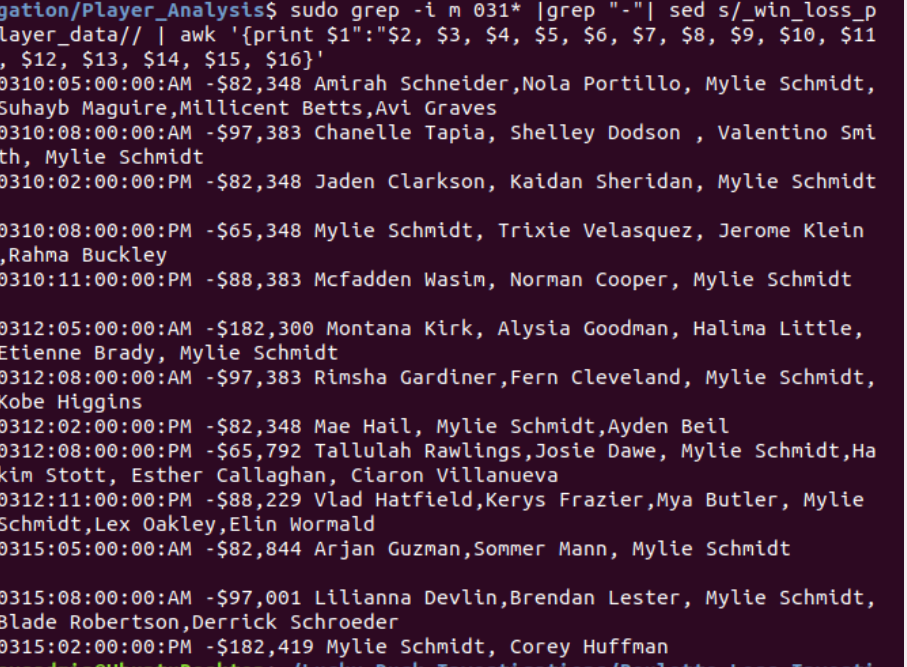 gation/Player_Analysis$ sudo grep -i m 031* |grep "-"| sed s/_win_loss_p
layer_data// | awk '{print $1":"$2, $3, $4, $5, $6, $7, $8, $9, $10, $11
, $12, $13, $14, $15, $16}'
0310:05:00:00:AM -$82,348 Amirah Schneider,Nola Portillo, Mylie Schmidt,
Suhayb Maguire,Millicent Betts,Avi Graves
0310:08:00:00:AM -$97,383 Chanelle Tapia, Shelley Dodson , Valentino Smi
th, Mylie Schmidt
0310:02:00:00:PM -$82,348 Jaden Clarkson, Kaidan Sheridan, Mylie Schmidt
0310:08:00:00:PM -$65,348 Mylie Schmidt, Trixie Velasquez, Jerome Klein
,Rahma Buckley
0310:11:00:00:PM -$88,383 Mcfadden Wasim, Norman Cooper, Mylie Schmidt
0312:05:00:00:AM -$182,300 Montana Kirk, Alysia Goodman, Halima Little,
Etienne Brady, Mylie Schmidt
0312:08:00:00:AM -$97,383 Rimsha Gardiner,Fern Cleveland, Mylie Schmidt,
Kobe Higgins
0312:02:00:00:PM -$82,348 Mae Hail, Mylie Schmidt,Ayden Beil
0312:08:00:00:PM -$65,792 Tallulah Rawlings,Josie Dawe, Mylie Schmidt,Ha
kim Stott, Esther Callaghan, Ciaron Villanueva
0312:11:00:00:PM -$88,229 Vlad Hatfield,Kerys Frazier,Mya Butler, Mylie
Schmidt,Lex Oakley,Elin Wormald
0315:05:00:00:AM -$82,844 Arjan Guzman,Sommer Mann, Mylie Schmidt
0315:08:00:00:AM -$97,001 Lilianna Devlin,Brendan Lester, Mylie Schmidt,
Blade Robertson,Derrick Schroeder
0315:02:00:00:PM -$182,419 Mylie Schmidt, Corey Huffman